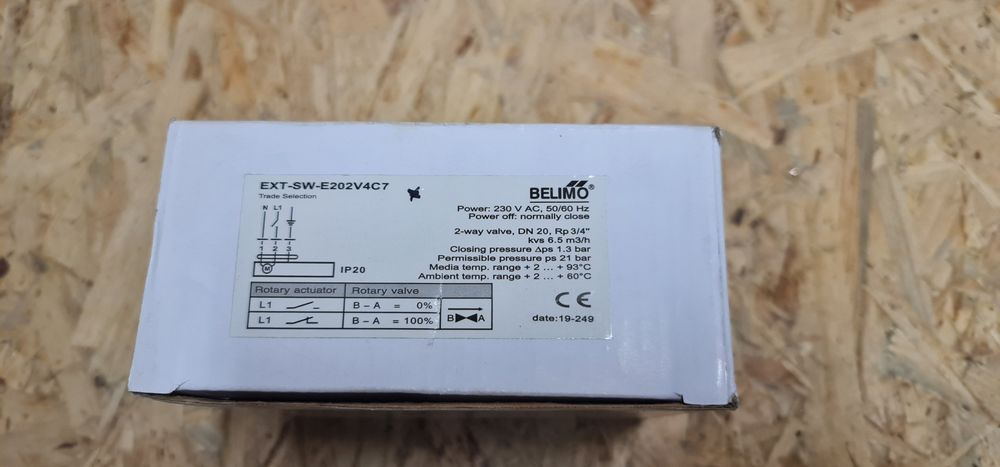 EXT-SW-E202V4C7
Trade Selection
N L1
1 2 3
M
IP20
BELIMO®
Power: 230 V AC, 50/60 Hz
Power off: normally close
2-way valve, DN 20, Rp 3/4"
kvs 6.5 m3/h
Closing pressure Δps 1.3 bar
Permissible pressure ps 21 bar
Media temp. range + 2 ... + 93°C
Ambient temp. range + 2 ... + 60°C
Rotary actuator Rotary valve
L1 B – A = 0%
L1 B – A = 100%
B A
CE
date:19-249